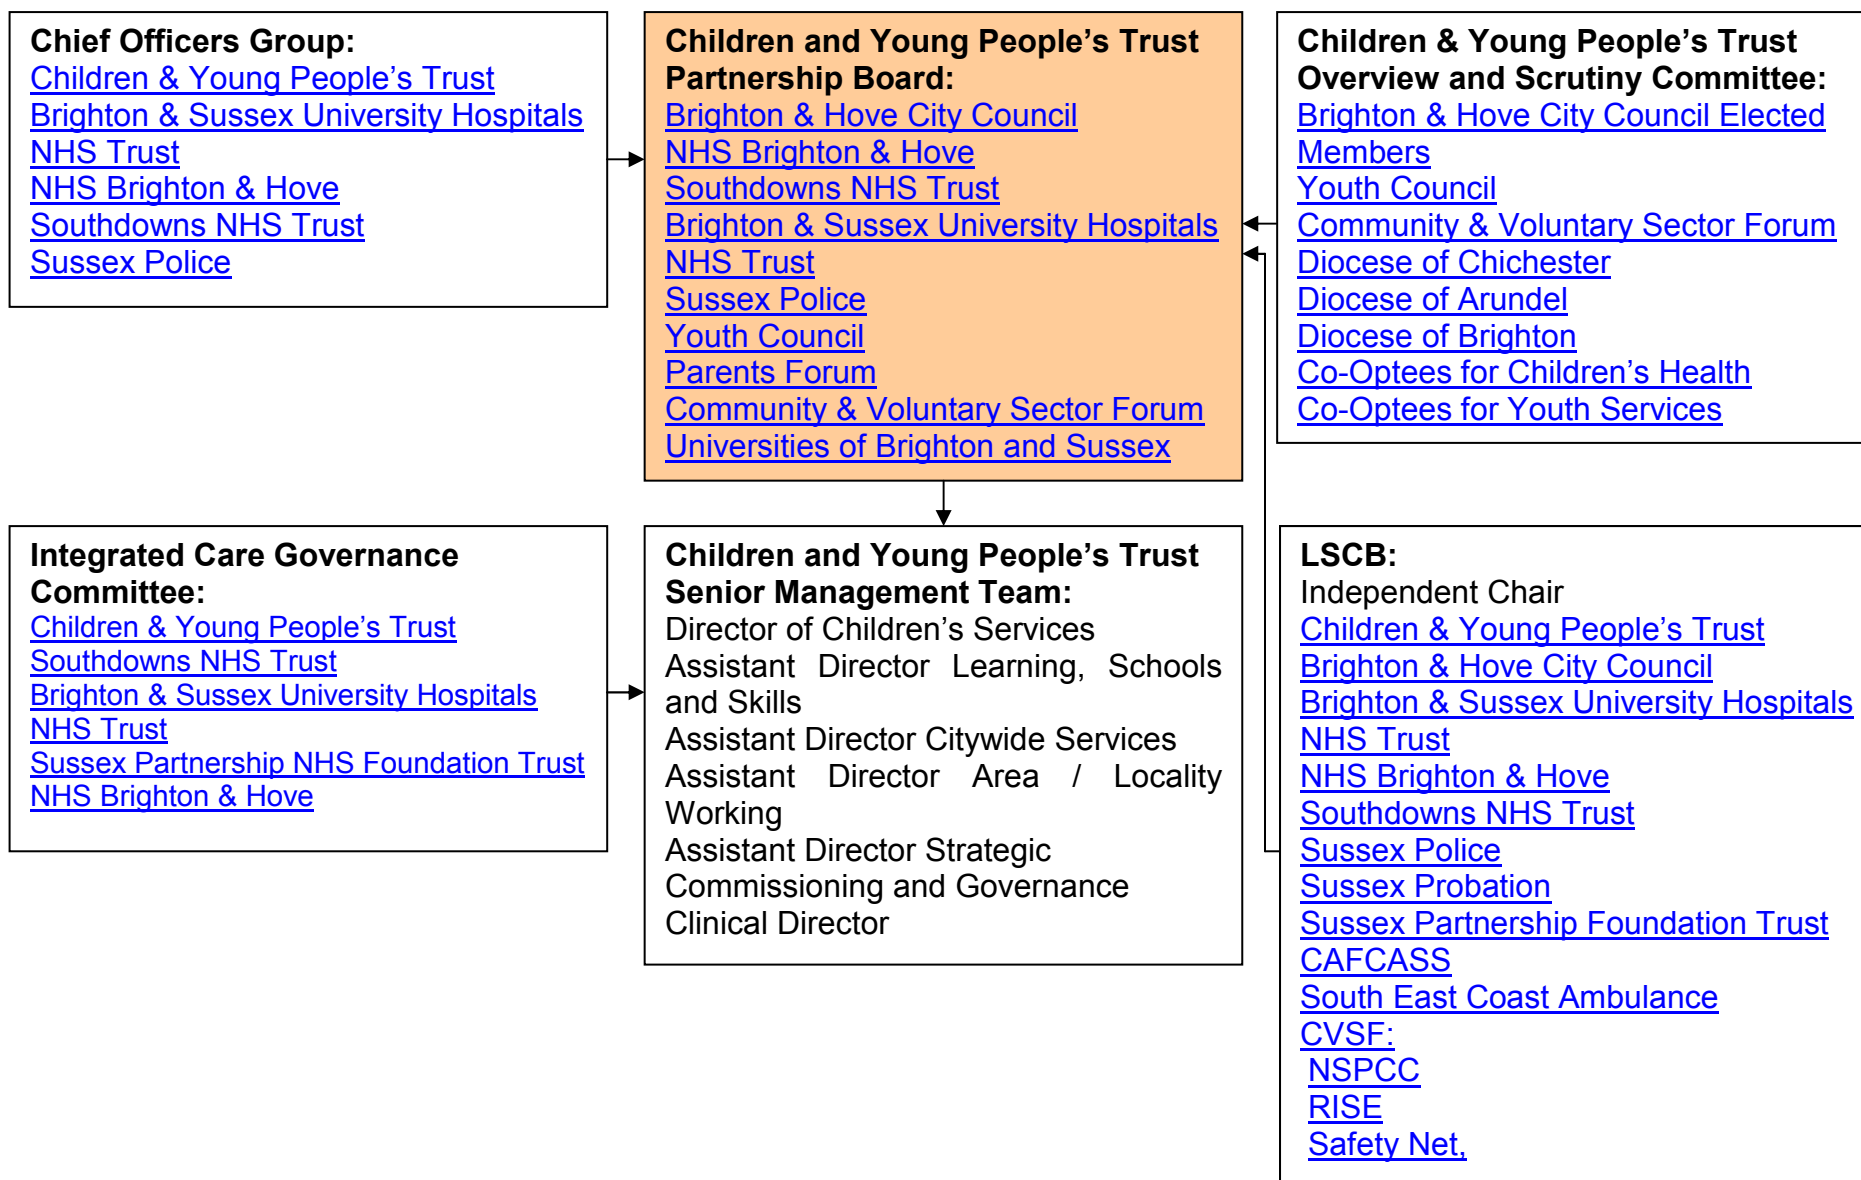 Chief Officers Group:
Children & Young People’s Trust
Brighton & Sussex University Hospitals
NHS Trust
NHS Brighton & Hove
Southdowns NHS Trust
Sussex Police
Children and Young People’s Trust
Partnership Board:
Brighton & Hove City Council
NHS Brighton & Hove
Southdowns NHS Trust
Brighton & Sussex University Hospitals
NHS Trust
Sussex Police
Youth Council
Parents Forum
Community & Voluntary Sector Forum
Universities of Brighton and Sussex
Children & Young People’s Trust
Overview and Scrutiny Committee:
Brighton & Hove City Council Elected
Members
Youth Council
Community & Voluntary Sector Forum
Diocese of Chichester
Diocese of Arundel
Diocese of Brighton
Co-Optees for Children’s Health
Co-Optees for Youth Services
Integrated Care Governance
Committee:
Children & Young People’s Trust
Southdowns NHS Trust
Brighton & Sussex University Hospitals
NHS Trust
Sussex Partnership NHS Foundation Trust
NHS Brighton & Hove
Children and Young People’s Trust
Senior Management Team:
Director of Children’s Services
Assistant Director Learning, Schools
and Skills
Assistant Director Citywide Services
Assistant Director Area / Locality
Working
Assistant Director Strategic
Commissioning and Governance
Clinical Director
LSCB:
Independent Chair
Children & Young People’s Trust
Brighton & Hove City Council
Brighton & Sussex University Hospitals
NHS Trust
NHS Brighton & Hove
Southdowns NHS Trust
Sussex Police
Sussex Probation
Sussex Partnership Foundation Trust
CAFCASS
South East Coast Ambulance
CVSF:
NSPCC
RISE
Safety Net,